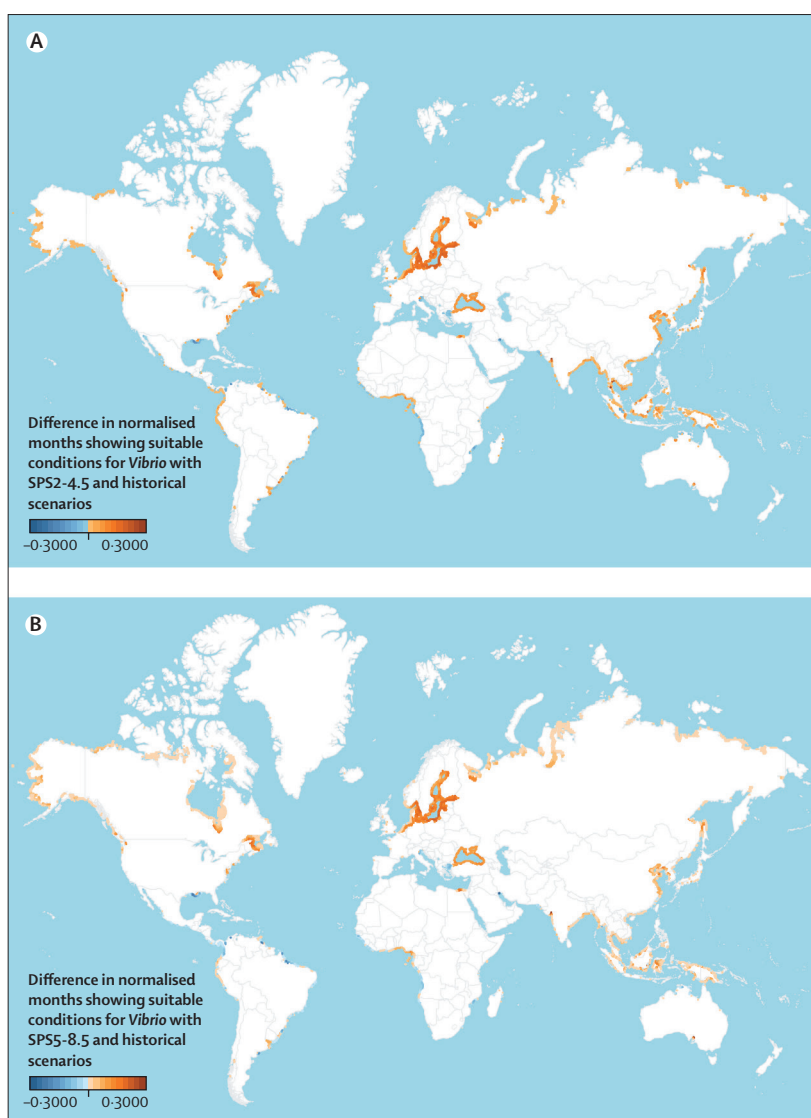 A
Difference in normalised
months showing suitable
conditions for Vibrio with
SPS2-4.5 and historical
scenarios
–0·3000 0·3000
B
Difference in normalised
months showing suitable
conditions for Vibrio with
SPS5-8.5 and historical
scenarios
–0·3000 0·3000